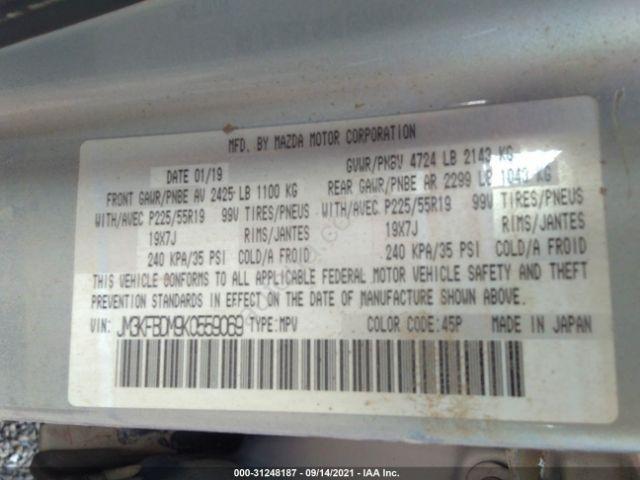 MFD. BY MAZDA MOTOR CORPORATION
DATE 01/19 GVWR/PNBV 4724 LB 2143 KG
FRONT GAWR/PNBE AV 2425 LB 1100 KG REAR GAWR/PNBE AR 2299 LB 1043 KG
WITH/AVEC P225/55R19 99V TIRES/PNEUS WITH/AVEC P225/55R19 99V TIRES/PNEUS
19X7J RIMS/JANTES 19X7J RIMS/JANTES
240 KPA/35 PSI COLD/A FROID 240 KPA/35 PSI COLD/A FROID
THIS VEHICLE CONFORMS TO ALL APPLICABLE FEDERAL MOTOR VEHICLE SAFETY AND THEFT
PREVENTION STANDARDS IN EFFECT ON THE DATE OF MANUFACTURE SHOWN ABOVE.
VIN: JM3KFBDM9K0559069 TYPE:MPV COLOR CODE:45P MADE IN JAPAN
000-31248187 - 09/14/2021 - IAA Inc.